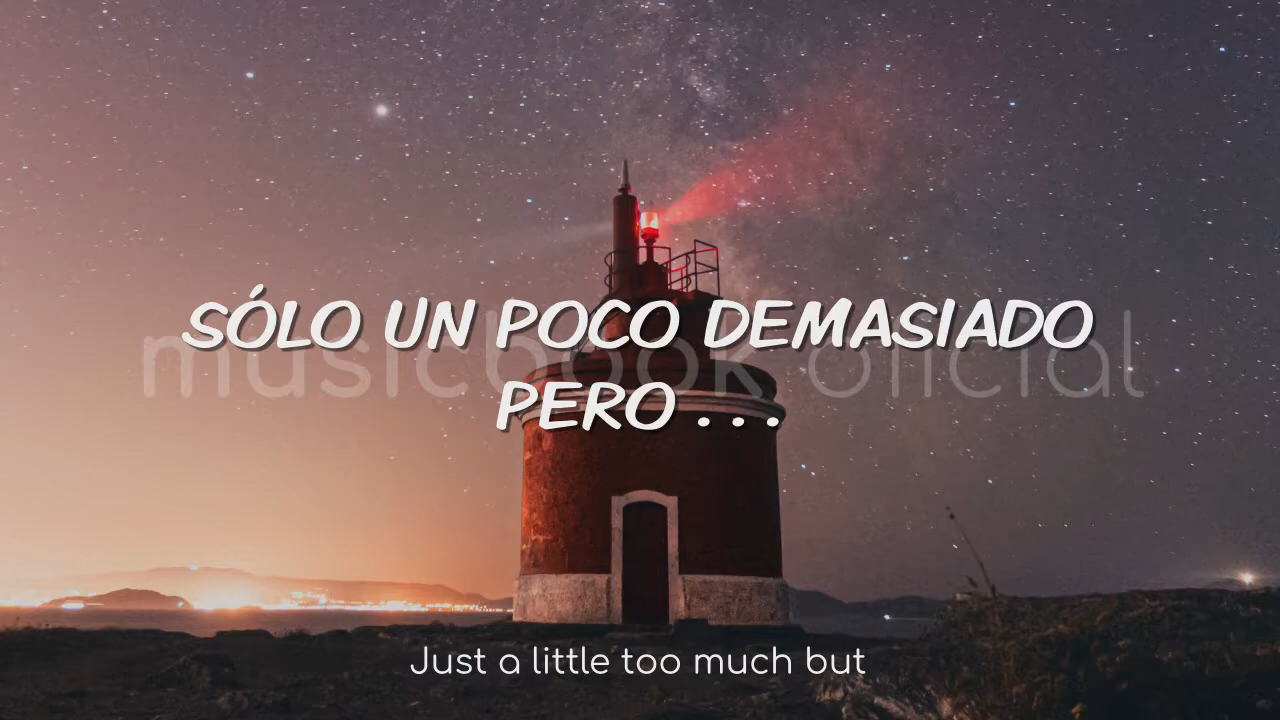 SÓLO UN POCO DEMASIADO
musicbook oficial
PERO . . .
Just a little too much but